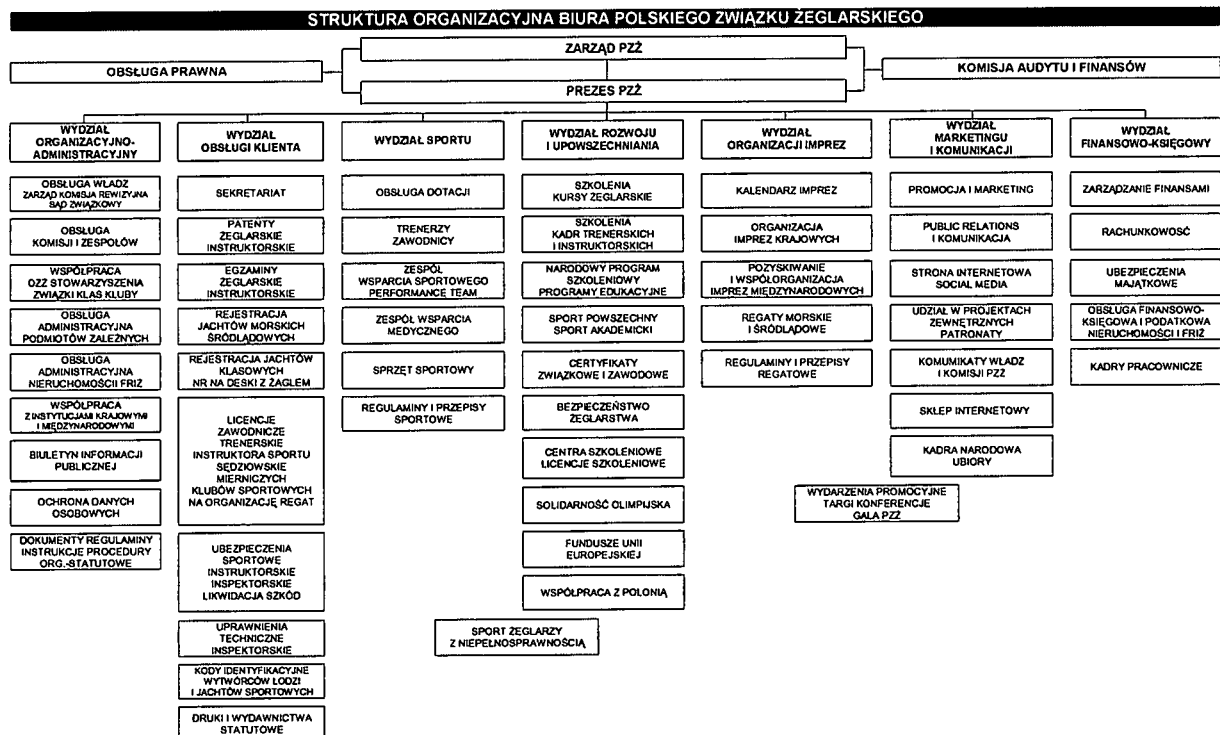 STRUKTURA ORGANIZACYJNA BIURA POLSKIEGO ZWIĄZKU ŻEGLARSKIEGO
ZARZĄD PZŻ
OBSŁUGA PRAWNA
KOMISJA AUDYTU I FINANSÓW
PREZES PZŻ
WYDZIAŁ
ORGANIZACYJNO-
ADMINISTRACYJNY
OBSŁUGA WŁADZ
ZARZĄD KOMISJA REWIZYJNA
SĄD ZWIĄZKOWY
OBSŁUGA
KOMISJI I ZESPOŁÓW
WSPÓŁPRACA
OZŻ STOWARZYSZENIA
ZWIĄZKI KLAS KLUBY
OBSŁUGA
ADMINISTRACYJNA
PODMIOTÓW ZALEŻNYCH
OBSŁUGA
ADMINISTRACYJNA
NIERUCHOMOŚCI I FRIZ
WSPÓŁPRACA
Z INSTYTUCJAMI KRAJOWYMI
I MIĘDZYNARODOWYMI
BIULETYN INFORMACJI
PUBLICZNEJ
OCHRONA DANYCH
OSOBOWYCH
DOKUMENTY REGULAMINY
INSTRUKCJE PROCEDURY
ORG.-STATUTOWE
WYDZIAŁ
OBSŁUGI KLIENTA
SEKRETARIAT
PATENTY
ŻEGLARSKIE
INSTRUKTORSKIE
EGZAMINY
ŻEGLARSKIE
INSTRUKTORSKIE
REJESTRACJA
JACHTÓW MORSKICH
ŚRÓDLĄDOWYCH
REJESTRACJA JACHTÓW
KLASOWYCH
NR NA DESKI Z ŻAGLEM
LICENCJE
ZAWODNICZE
TRENERSKIE
INSTRUKTORA SPORTU
SĘDZIOWSKIE
MIERNICZYCH
KLUBÓW SPORTOWYCH
NA ORGANIZACJĘ REGAT
UBEZPIECZENIA
SPORTOWE
INSTRUKTORSKIE
INSPEKTORSKIE
LIKWIDACJA SZKÓD
UPRAWNIENIA
TECHNICZNE
INSPEKTORSKIE
KODY IDENTYFIKACYJNE
WYTWÓRCÓW ŁODZI
I JACHTÓW SPORTOWYCH
DRUKI I WYDAWNICTWA
STATUTOWE
WYDZIAŁ SPORTU
OBSŁUGA DOTACJI
TRENERZY
ZAWODNICY
ZESPÓŁ
WSPARCIA SPORTOWEGO
PERFORMANCE TEAM
ZESPÓŁ WSPARCIA
MEDYCZNEGO
SPRZĘT SPORTOWY
REGULAMINY I PRZEPISY
SPORTOWE
SPORT ŻEGLARZY
Z NIEPEŁNOSPRAWNOŚCIĄ
WYDZIAŁ ROZWOJU
I UPOWSZECHNIANIA
SZKOLENIA
KURSY ŻEGLARSKIE
SZKOLENIA
KADR TRENERSKICH
I INSTRUKTORSKICH
NARODOWY PROGRAM
SZKOLENIOWY
PROGRAMY EDUKACYJNE
SPORT POWSZECHNY
SPORT AKADEMICKI
CERTYFIKATY
ZWIĄZKOWE I ZAWODOWE
BEZPIECZEŃSTWO
ŻEGLARSTWA
CENTRA SZKOLENIOWE
LICENCJE SZKOLENIOWE
SOLIDARNOŚĆ OLIMPIJSKA
FUNDUSZE UNII
EUROPEJSKIEJ
WSPÓŁPRACA Z POLONIĄ
WYDZIAŁ
ORGANIZACJI IMPREZ
KALENDARZ IMPREZ
ORGANIZACJA
IMPREZ KRAJOWYCH
POZYSKIWANIE
I WSPÓŁORGANIZACJA
IMPREZ MIĘDZYNARODOWYCH
REGATY MORSKIE
I ŚRÓDLĄDOWE
REGULAMINY I PRZEPISY
REGATOWE
WYDARZENIA PROMOCYJNE
TARGI KONFERENCJE
GALA PZŻ
WYDZIAŁ
MARKETINGU
I KOMUNIKACJI
PROMOCJA I MARKETING
PUBLIC RELATIONS
I KOMUNIKACJA
STRONA INTERNETOWA
SOCIAL MEDIA
UDZIAŁ W PROJEKTACH
ZEWNĘTRZNYCH
PATRONATY
KOMUNIKATY WŁADZ
I KOMISJI PZŻ
SKLEP INTERNETOWY
KADRA NARODOWA
UBIORY
WYDZIAŁ
FINANSOWO-KSIĘGOWY
ZARZĄDZANIE FINANSAMI
RACHUNKOWOŚĆ
UBEZPIECZENIA
MAJĄTKOWE
OBSŁUGA FINANSOWO-
KSIĘGOWA I PODATKOWA
NIERUCHOMOŚCI I FRIZ
KADRY PRACOWNICZE